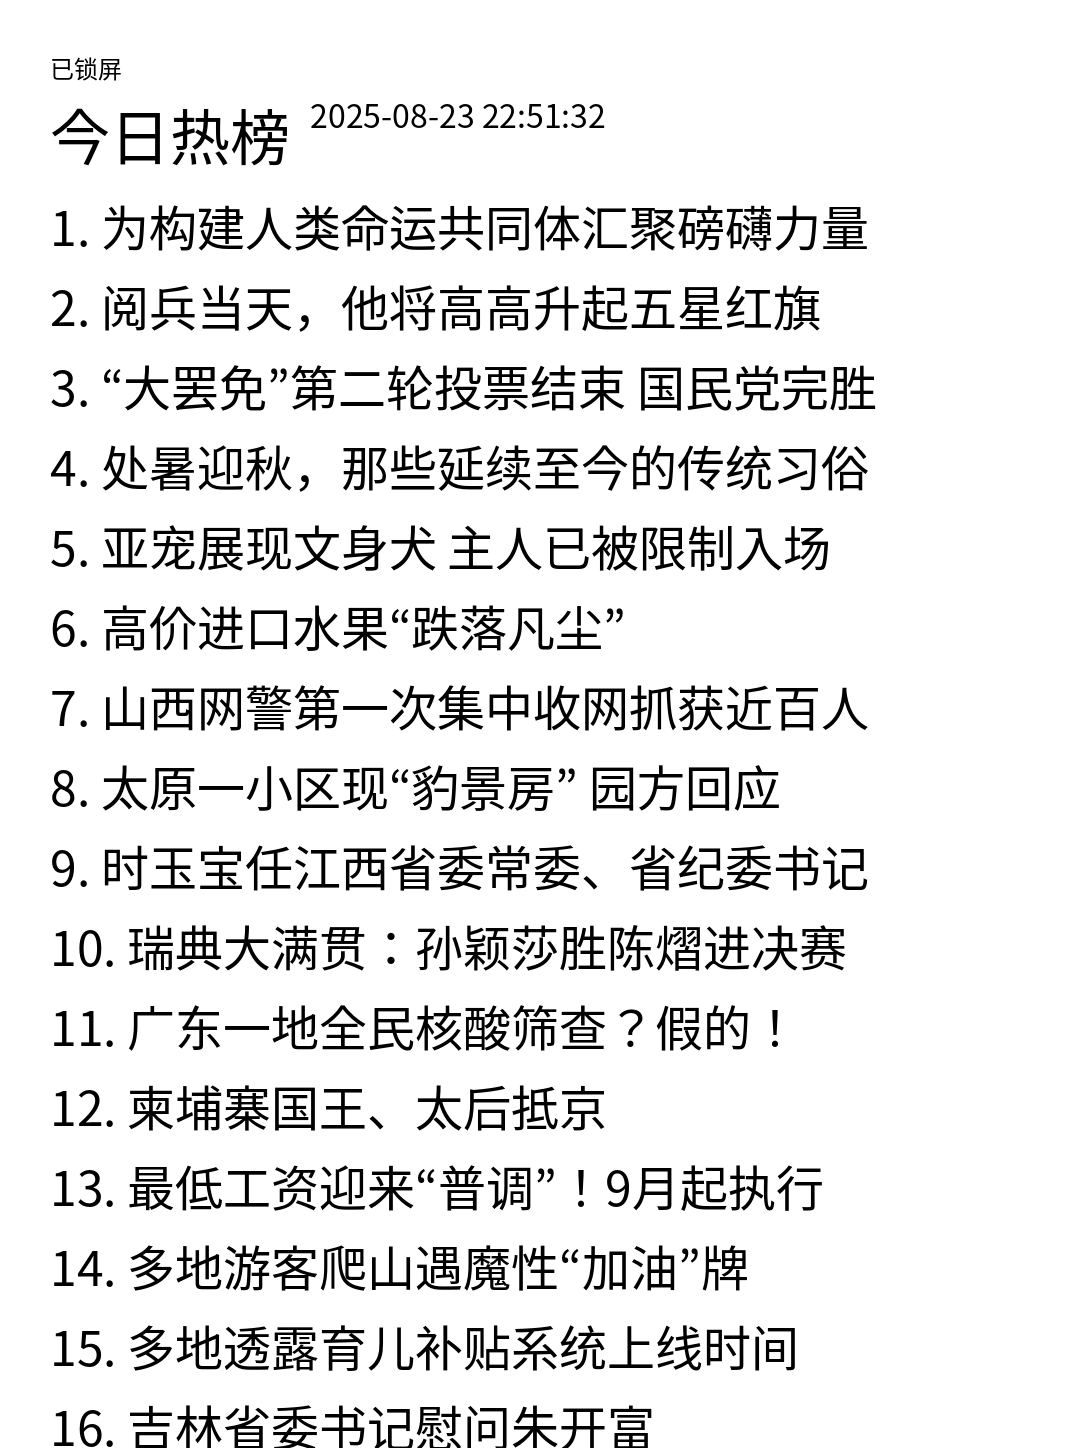 已锁屏
今日热榜 2025-08-23 22:51:32
1. 为构建人类命运共同体汇聚磅礴力量
2. 阅兵当天，他将高高升起五星红旗
3. “大罢免”第二轮投票结束 国民党完胜
4. 处暑迎秋，那些延续至今的传统习俗
5. 亚宠展现文身犬 主人已被限制入场
6. 高价进口水果“跌落凡尘”
7. 山西网警第一次集中收网抓获近百人
8. 太原一小区现“豹景房” 园方回应
9. 时玉宝任江西省委常委、省纪委书记
10. 瑞典大满贯：孙颖莎胜陈熠进决赛
11. 广东一地全民核酸筛查？假的！
12. 柬埔寨国王、太后抵京
13. 最低工资迎来“普调”！9月起执行
14. 多地游客爬山遇魔性“加油”牌
15. 多地透露育儿补贴系统上线时间
16. 吉林省委书记慰问朱开富